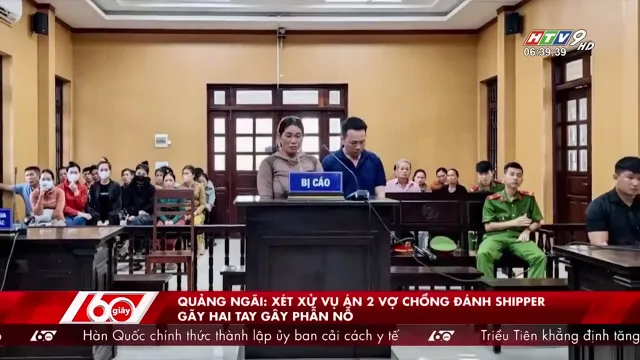 HTV9 HD
06:39:39
BỊ CÁO
60 giây
QUẢNG NGÃI: XÉT XỬ VỤ ÁN 2 VỢ CHỒNG ĐÁNH SHIPPER
GÃY HAI TAY GÂY PHẪN NỘ
Hàn Quốc chính thức thành lập ủy ban cải cách y tế
Triều Tiên khẳng định tăng